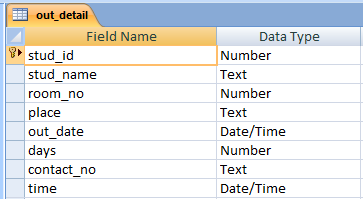 out_detail
Field Name Data Type
stud_id Number
stud_name Text
room_no Number
place Text
out_date Date/Time
days Number
contact_no Text
time Date/Time